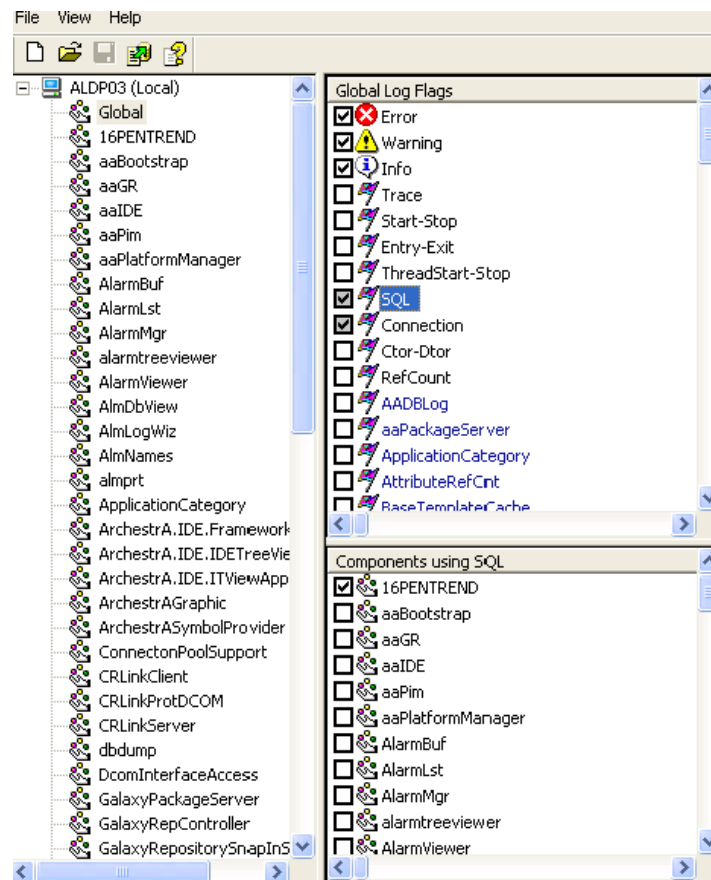 File View Help
ALDP03 (Local)
Global
16PENTREND
aaBootstrap
aaGR
aaIDE
aaPim
aaPlatformManager
AlarmBuf
AlarmLst
AlarmMgr
alarmtreeviewer
AlarmViewer
AlmDbView
AlmLogWiz
AlmNames
almprt
ApplicationCategory
ArchestrA.IDE.Framework
ArchestrA.IDE.IDETreeVie
ArchestrA.IDE.ITViewApp
ArchestrAGraphic
ArchestrASymbolProvider
ConnectonPoolSupport
CRLinkClient
CRLinkProtDCOM
CRLinkServer
dbdump
DcomInterfaceAccess
GalaxyPackageServer
GalaxyRepController
GalaxyRepositorySnapInS
Global Log Flags
Error
Warning
Info
Trace
Start-Stop
Entry-Exit
ThreadStart-Stop
SQL
Connection
Ctor-Dtor
RefCount
AADBLog
aaPackageServer
ApplicationCategory
AttributeRefCnt
BaseTemplateCache
Components using SQL
16PENTREND
aaBootstrap
aaGR
aaIDE
aaPim
aaPlatformManager
AlarmBuf
AlarmLst
AlarmMgr
alarmtreeviewer
AlarmViewer